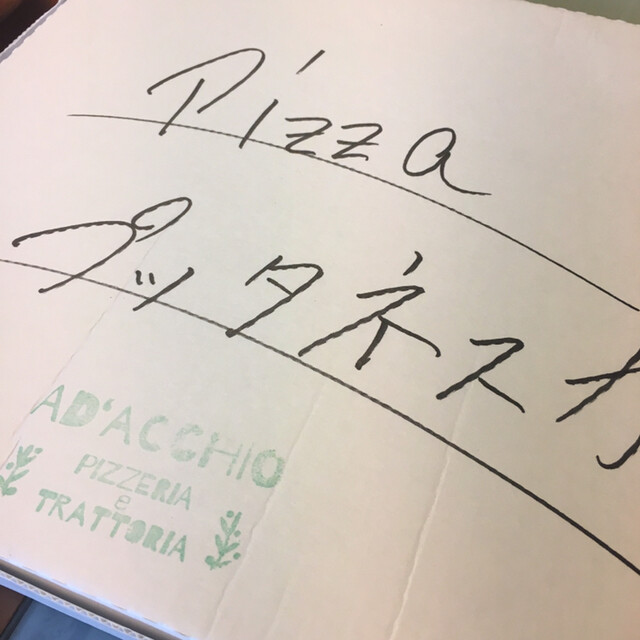 Pizza
プッタネスカ
AD'ACCHIO
PIZZERIA
e
TRATTORIA